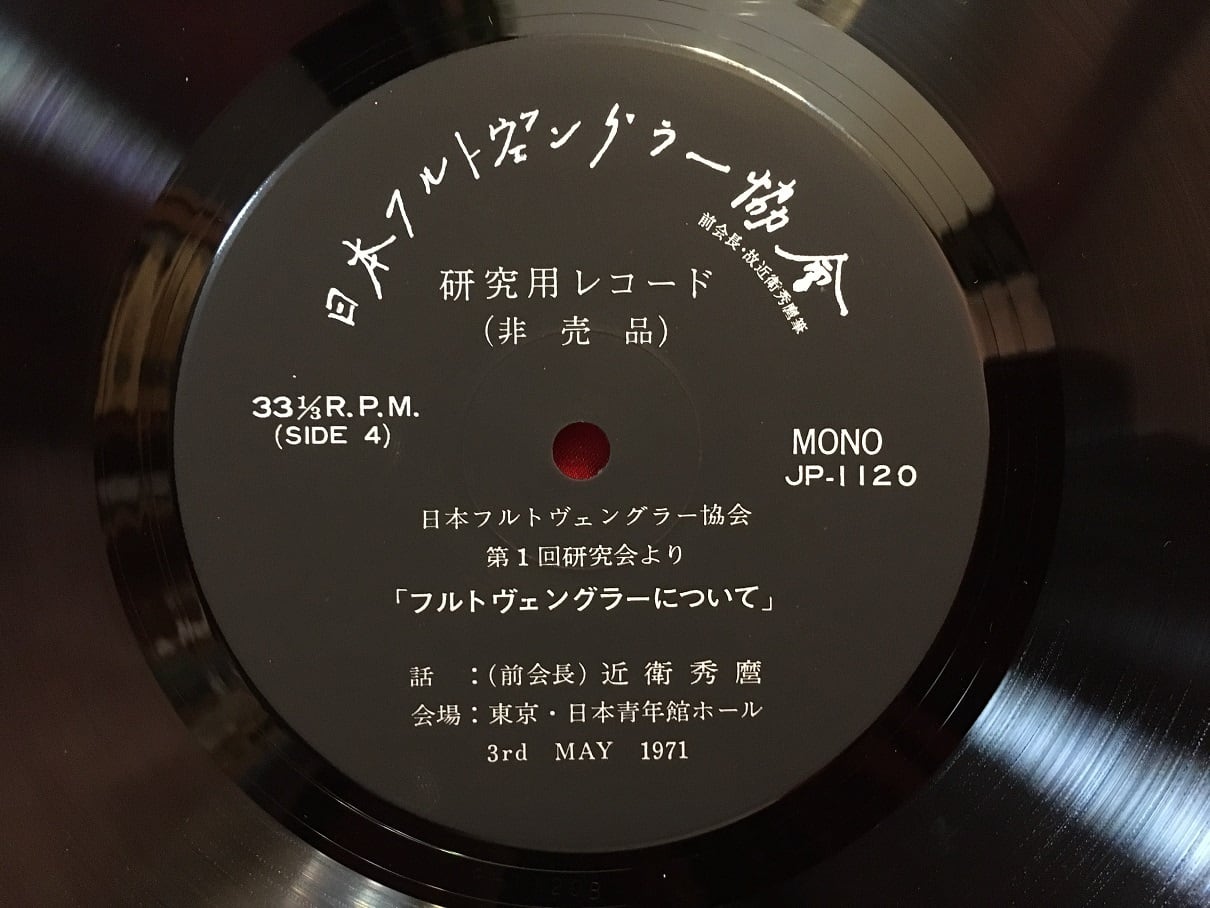 日本フルトヴェングラー協会
前会長・故近衛秀麿筆
研究用レコード
(非売品)
33⅓ R.P.M.
(SIDE 4)
MONO
JP-1120
日本フルトヴェングラー協会
第1回研究会より
「フルトヴェングラーについて」
話 : (前会長) 近衛秀麿
会場 : 東京・日本青年館ホール
3rd MAY 1971